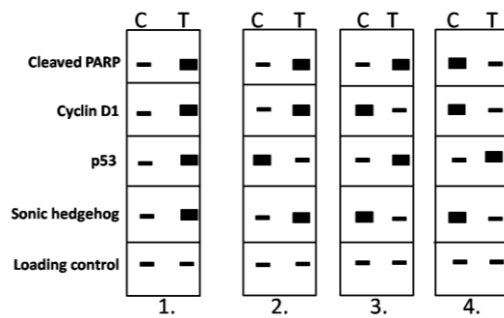 C T C T C T C T
Cleaved PARP
Cyclin D1
p53
Sonic hedgehog
Loading control
1. 2. 3. 4.